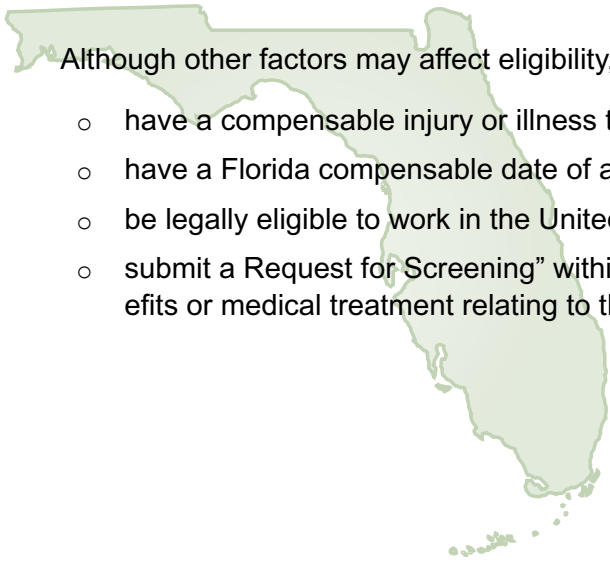 Although other factors may affect eligibility,
○ have a compensable injury or illness t
○ have a Florida compensable date of a
○ be legally eligible to work in the United
○ submit a Request for Screening” withi
efits or medical treatment relating to th